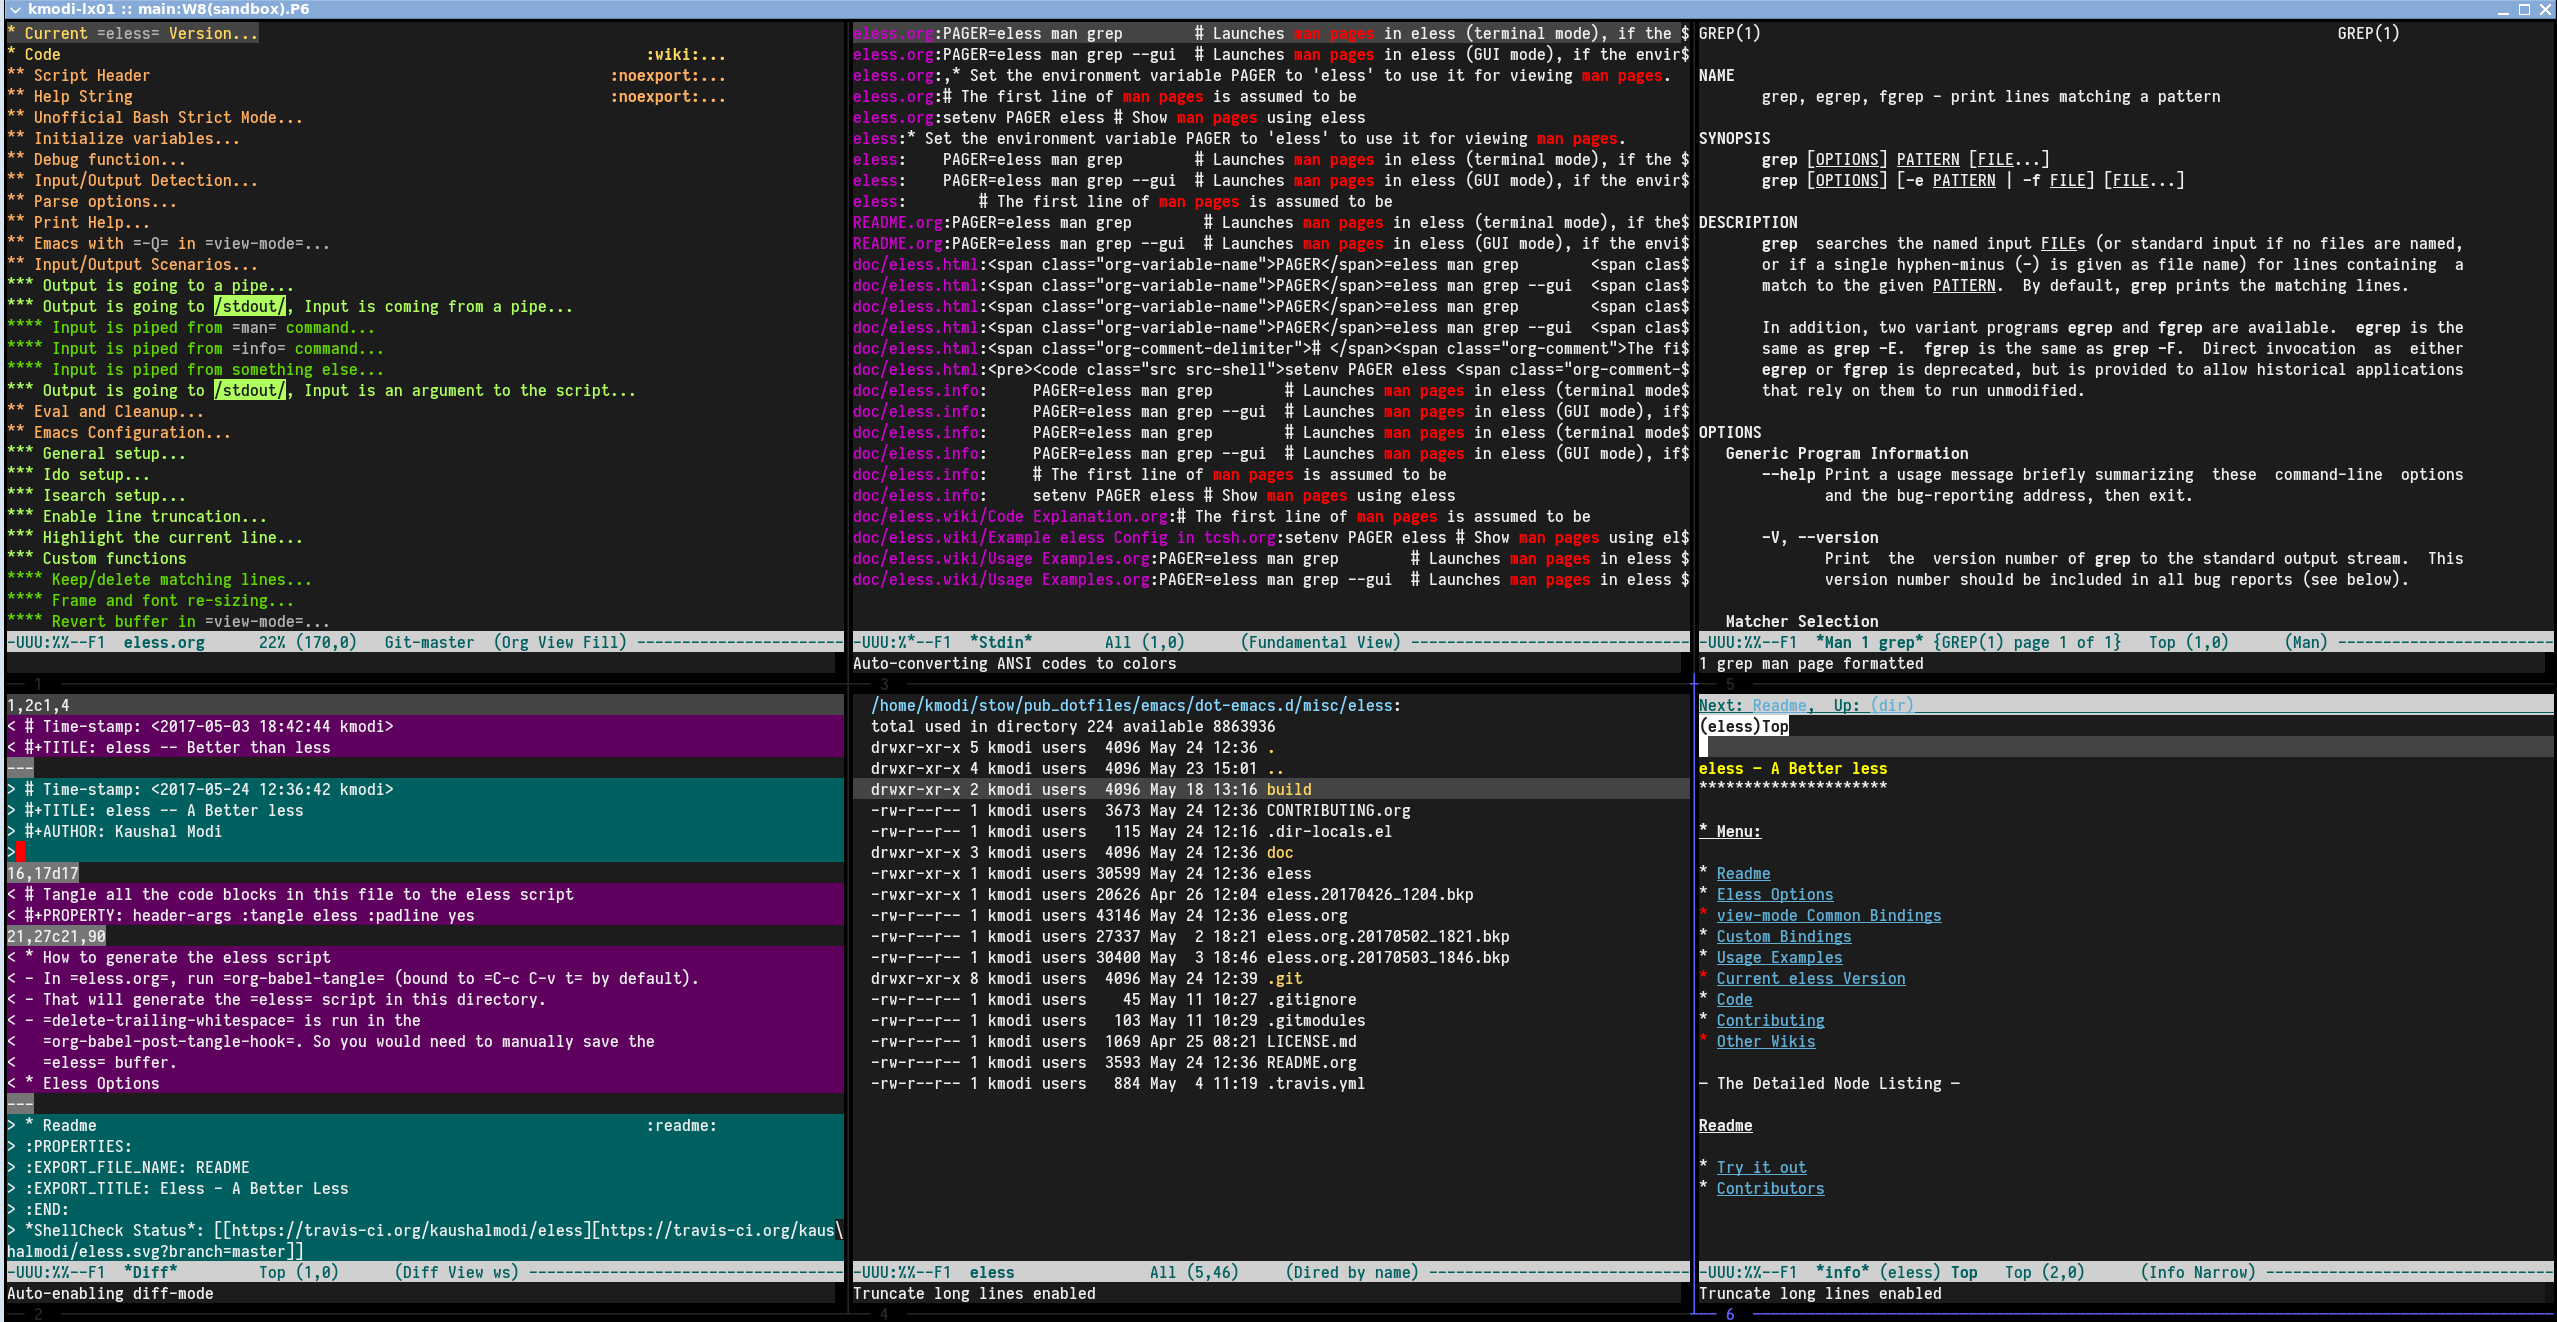 kmodi-lx01 :: main:W8(sandbox).P6
* Current =eless= Version...
* Code :wiki:...
** Script Header :noexport:...
** Help String :noexport:...
** Unofficial Bash Strict Mode...
** Initialize variables...
** Debug function...
** Input/Output Detection...
** Parse options...
** Print Help...
** Emacs with =-Q= in =view-mode=...
** Input/Output Scenarios...
*** Output is going to a pipe...
*** Output is going to /stdout/, Input is coming from a pipe...
**** Input is piped from =man= command...
**** Input is piped from =info= command...
**** Input is piped from something else...
*** Output is going to /stdout/, Input is an argument to the script...
** Eval and Cleanup...
** Emacs Configuration...
*** General setup...
*** Ido setup...
*** Isearch setup...
*** Enable line truncation...
*** Highlight the current line...
*** Custom functions
**** Keep/delete matching lines...
**** Frame and font re-sizing...
**** Revert buffer in =view-mode=...
-UUU:%%--F1 eless.org 22% (170,0) Git-master (Org View Fill) -----------------------
1
eless.org:PAGER=eless man grep # Launches man pages in eless (terminal mode), if the $
eless.org:PAGER=eless man grep --gui # Launches man pages in eless (GUI mode), if the envir$
eless.org:,* Set the environment variable PAGER to 'eless' to use it for viewing man pages.
eless.org:# The first line of man pages is assumed to be
eless.org:setenv PAGER eless # Show man pages using eless
eless:* Set the environment variable PAGER to 'eless' to use it for viewing man pages.
eless: PAGER=eless man grep # Launches man pages in eless (terminal mode), if the $
eless: PAGER=eless man grep --gui # Launches man pages in eless (GUI mode), if the envir$
eless: # The first line of man pages is assumed to be
README.org:PAGER=eless man grep # Launches man pages in eless (terminal mode), if the$
README.org:PAGER=eless man grep --gui # Launches man pages in eless (GUI mode), if the envi$
doc/eless.html:<span class="org-variable-name">PAGER</span>=eless man grep <span clas$
doc/eless.html:<span class="org-variable-name">PAGER</span>=eless man grep --gui <span clas$
doc/eless.html:<span class="org-variable-name">PAGER</span>=eless man grep <span clas$
doc/eless.html:<span class="org-variable-name">PAGER</span>=eless man grep --gui <span clas$
doc/eless.html:<span class="org-comment-delimiter"># </span><span class="org-comment">The fi$
doc/eless.html:<pre><code class="src src-shell">setenv PAGER eless <span class="org-comment-$
doc/eless.info: PAGER=eless man grep # Launches man pages in eless (terminal mode$
doc/eless.info: PAGER=eless man grep --gui # Launches man pages in eless (GUI mode), if$
doc/eless.info: PAGER=eless man grep # Launches man pages in eless (terminal mode$
doc/eless.info: PAGER=eless man grep --gui # Launches man pages in eless (GUI mode), if$
doc/eless.info: # The first line of man pages is assumed to be
doc/eless.info: setenv PAGER eless # Show man pages using eless
doc/eless.wiki/Code Explanation.org:# The first line of man pages is assumed to be
doc/eless.wiki/Example eless Config in tcsh.org:setenv PAGER eless # Show man pages using el$
doc/eless.wiki/Usage Examples.org:PAGER=eless man grep # Launches man pages in eless $
doc/eless.wiki/Usage Examples.org:PAGER=eless man grep --gui # Launches man pages in eless $
-UUU:%*--F1 *Stdin* All (1,0) (Fundamental View) -------------------------------
Auto-converting ANSI codes to colors
3
GREP(1) GREP(1)
NAME
grep, egrep, fgrep - print lines matching a pattern
SYNOPSIS
grep [OPTIONS] PATTERN [FILE...]
grep [OPTIONS] [-e PATTERN | -f FILE] [FILE...]
DESCRIPTION
grep searches the named input FILEs (or standard input if no files are named,
or if a single hyphen-minus (-) is given as file name) for lines containing a
match to the given PATTERN. By default, grep prints the matching lines.
In addition, two variant programs egrep and fgrep are available. egrep is the
same as grep -E. fgrep is the same as grep -F. Direct invocation as either
egrep or fgrep is deprecated, but is provided to allow historical applications
that rely on them to run unmodified.
OPTIONS
Generic Program Information
--help Print a usage message briefly summarizing these command-line options
and the bug-reporting address, then exit.
-V, --version
Print the version number of grep to the standard output stream. This
version number should be included in all bug reports (see below).
Matcher Selection
-UUU:%%--F1 *Man 1 grep* {GREP(1) page 1 of 1} Top (1,0) (Man) ------------------------
1 grep man page formatted
5
1,2c1,4
< # Time-stamp: <2017-05-03 18:42:44 kmodi>
< #+TITLE: eless -- Better than less
---
> # Time-stamp: <2017-05-24 12:36:42 kmodi>
> #+TITLE: eless -- A Better less
> #+AUTHOR: Kaushal Modi
>
16,17d17
< # Tangle all the code blocks in this file to the eless script
< #+PROPERTY: header-args :tangle eless :padline yes
21,27c21,90
< * How to generate the eless script
< - In =eless.org=, run =org-babel-tangle= (bound to =C-c C-v t= by default).
< - That will generate the =eless= script in this directory.
< - =delete-trailing-whitespace= is run in the
< =org-babel-post-tangle-hook=. So you would need to manually save the
< =eless= buffer.
< * Eless Options
---
> * Readme :readme:
> :PROPERTIES:
> :EXPORT_FILE_NAME: README
> :EXPORT_TITLE: Eless - A Better Less
> :END:
> *ShellCheck Status*: [[https://travis-ci.org/kaushalmodi/eless][https://travis-ci.org/kaus\
halmodi/eless.svg?branch=master]]
-UUU:%%--F1 *Diff* Top (1,0) (Diff View ws) -----------------------------------
Auto-enabling diff-mode
2
/home/kmodi/stow/pub_dotfiles/emacs/dot-emacs.d/misc/eless:
total used in directory 224 available 8863936
drwxr-xr-x 5 kmodi users 4096 May 24 12:36 .
drwxr-xr-x 4 kmodi users 4096 May 23 15:01 ..
drwxr-xr-x 2 kmodi users 4096 May 18 13:16 build
-rw-r--r-- 1 kmodi users 3673 May 24 12:36 CONTRIBUTING.org
-rw-r--r-- 1 kmodi users 115 May 24 12:16 .dir-locals.el
drwxr-xr-x 3 kmodi users 4096 May 24 12:36 doc
-rwxr-xr-x 1 kmodi users 30599 May 24 12:36 eless
-rwxr-xr-x 1 kmodi users 20626 Apr 26 12:04 eless.20170426_1204.bkp
-rw-r--r-- 1 kmodi users 43146 May 24 12:36 eless.org
-rw-r--r-- 1 kmodi users 27337 May 2 18:21 eless.org.20170502_1821.bkp
-rw-r--r-- 1 kmodi users 30400 May 3 18:46 eless.org.20170503_1846.bkp
drwxr-xr-x 8 kmodi users 4096 May 24 12:39 .git
-rw-r--r-- 1 kmodi users 45 May 11 10:27 .gitignore
-rw-r--r-- 1 kmodi users 103 May 11 10:29 .gitmodules
-rw-r--r-- 1 kmodi users 1069 Apr 25 08:21 LICENSE.md
-rw-r--r-- 1 kmodi users 3593 May 24 12:36 README.org
-rw-r--r-- 1 kmodi users 884 May 4 11:19 .travis.yml
-UUU:%%--F1 eless All (5,46) (Dired by name) -----------------------------
Truncate long lines enabled
4
Next: Readme, Up: (dir)
(eless)Top
eless – A Better less
*********************
* Menu:
* Readme
* Eless Options
* view-mode Common Bindings
* Custom Bindings
* Usage Examples
* Current eless Version
* Code
* Contributing
* Other Wikis
— The Detailed Node Listing —
Readme
* Try it out
* Contributors
-UUU:%%--F1 *info* (eless) Top Top (2,0) (Info Narrow) --------------------------------
Truncate long lines enabled
6